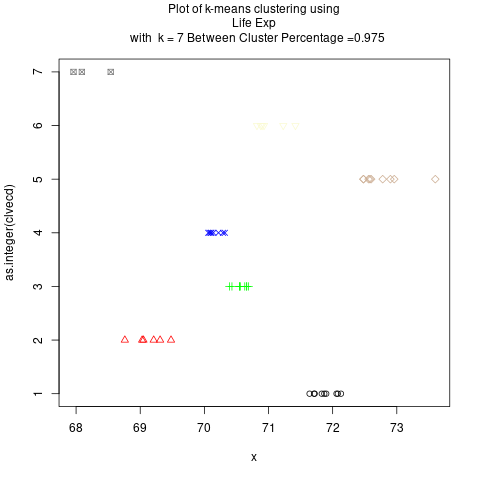 Plot of k-means clustering using
Life Exp
with  k = 7 Between Cluster Percentage =0.975
as.integer(clvecd)
7
6
5
4
3
2
1
68 69 70 71 72 73
x